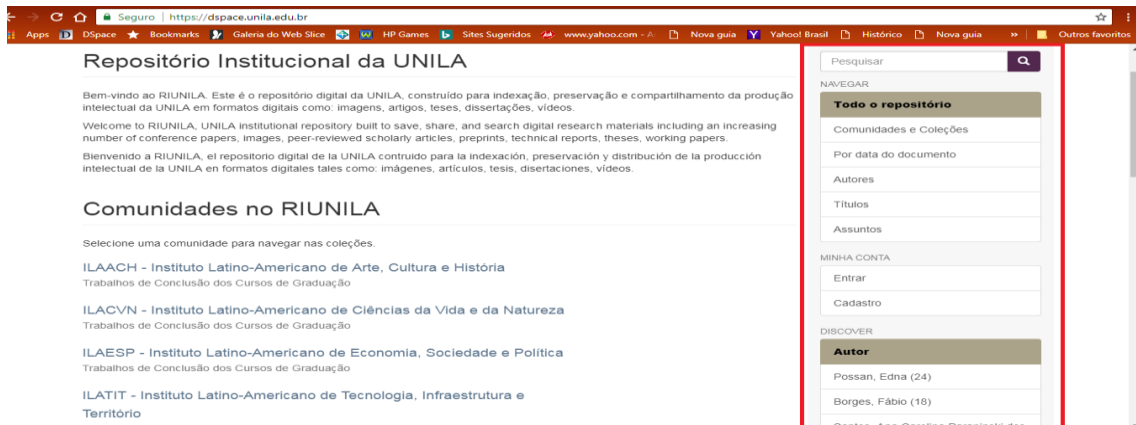 Seguro | https://dspace.unila.edu.br
Apps DSpace Bookmarks Galeria do Web Slice HP Games Sites Sugeridos www.yahoo.com - A Nova guia Yahoo! Brasil Histórico Nova guia » Outros favoritos
Repositório Institucional da UNILA
Bem-vindo ao RIUNILA. Este é o repositório digital da UNILA, construído para indexação, preservação e compartilhamento da produção
intelectual da UNILA em formatos digitais como: imagens, artigos, teses, dissertações, vídeos.
Welcome to RIUNILA, UNILA institutional repository built to save, share, and search digital research materials including an increasing
number of conference papers, images, peer-reviewed scholarly articles, preprints, technical reports, theses, working papers.
Bienvenido a RIUNILA, el repositorio digital de la UNILA contruido para la indexación, preservación y distribución de la producción
intelectual de la UNILA en formatos digitales tales como: imágenes, artículos, tesis, disertaciones, vídeos.
Comunidades no RIUNILA
Selecione uma comunidade para navegar nas coleções.
ILAACH - Instituto Latino-Americano de Arte, Cultura e História
Trabalhos de Conclusão dos Cursos de Graduação
ILACVN - Instituto Latino-Americano de Ciências da Vida e da Natureza
Trabalhos de Conclusão dos Cursos de Graduação
ILAESP - Instituto Latino-Americano de Economia, Sociedade e Política
Trabalhos de Conclusão dos Cursos de Graduação
ILATIT - Instituto Latino-Americano de Tecnologia, Infraestrutura e
Território
Pesquisar
NAVEGAR
Todo o repositório
Comunidades e Coleções
Por data do documento
Autores
Títulos
Assuntos
MINHA CONTA
Entrar
Cadastro
DISCOVER
Autor
Possan, Edna (24)
Borges, Fábio (18)